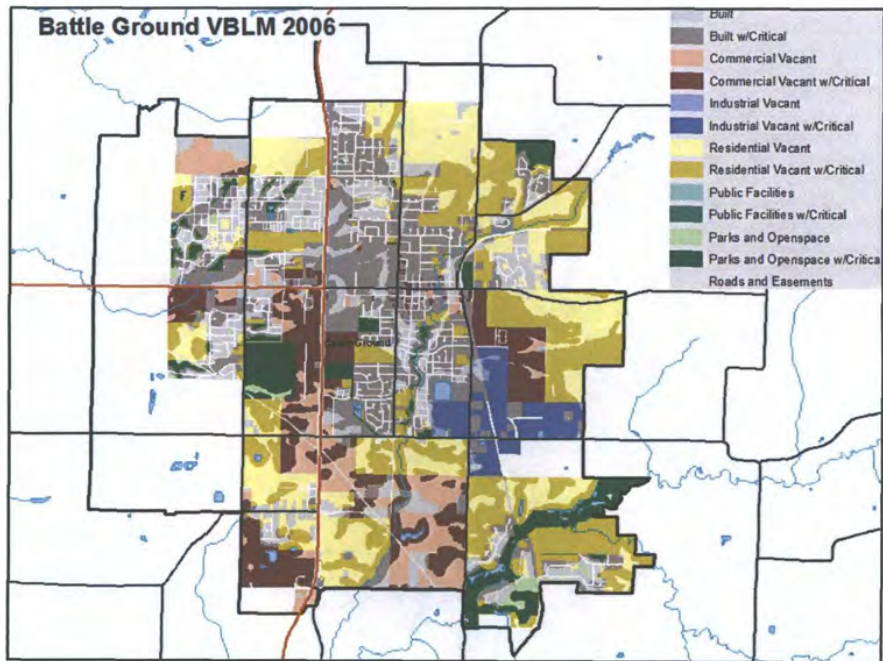 Battle Ground VBLM 2006
Built
Built w/Critical
Commercial Vacant
Commercial Vacant w/Critical
Industrial Vacant
Industrial Vacant w/Critical
Residential Vacant
Residential Vacant w/Critical
Public Facilities
Public Facilities w/Critical
Parks and Openspace
Parks and Openspace w/Critica
Roads and Easements
Ground